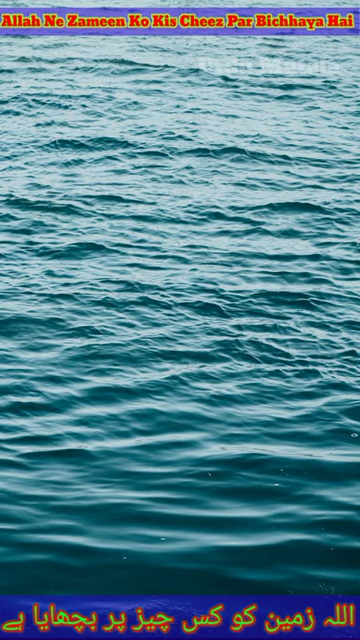 Allah Ne Zameen Ko Kis Cheez Par Bichhaya Hai
اللہ زمین کو کس چیز پر بچھایا ہے